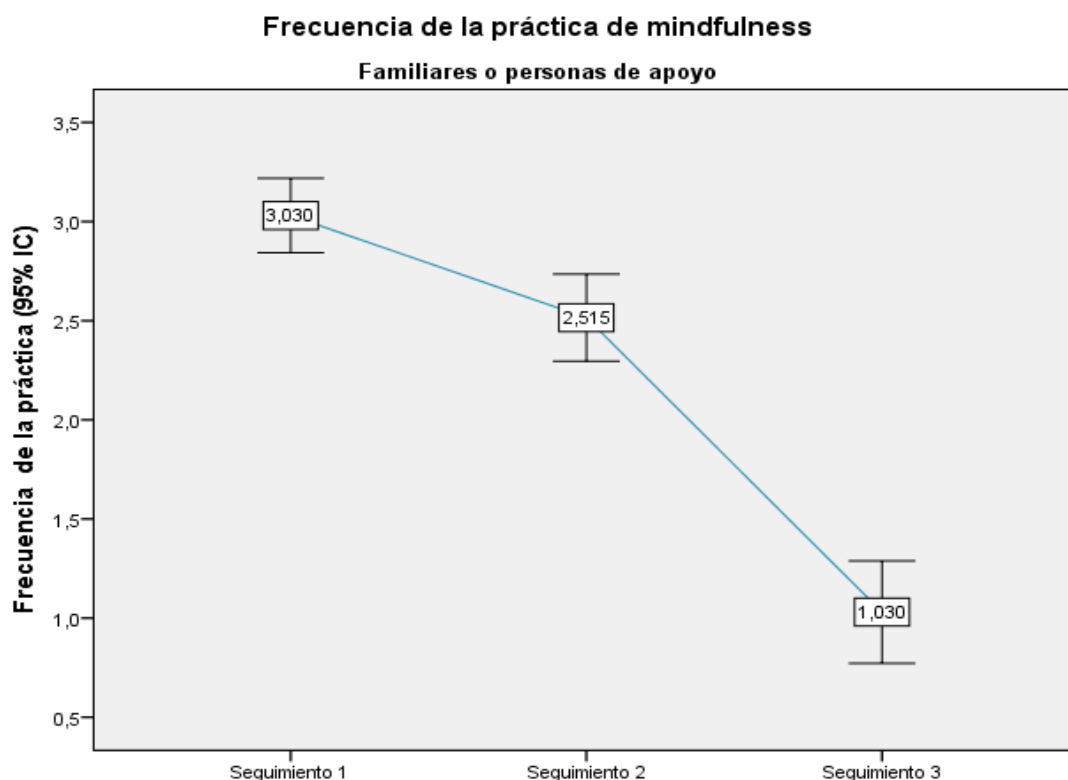 Frecuencia de la práctica de mindfulness
Familiares o personas de apoyo
Frecuencia de la práctica (95% IC)
3,5
3,0
2,5
2,0
1,5
1,0
0,5
3,030
2,515
1,030
Seguimiento 1
Seguimiento 2
Seguimiento 3